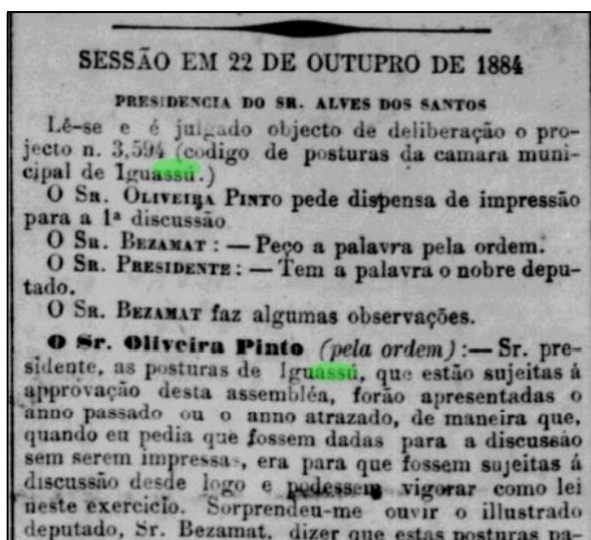 SESSÃO EM 22 DE OUTUPRO DE 1884
PRESIDENCIA DO SR. ALVES DOS SANTOS
Lê-se e é julgado objecto de deliberação o pro-
jecto n. 3,594 (codigo de posturas da camara muni-
cipal de Iguassú.)
O SR. OLIVEIRA PINTO pede dispensa de impressão
para a 1ª discussão
O SR. BEZAMAT : — Peço a palavra pela ordem.
O SR. PRESIDENTE : — Tem a palavra o nobre depu-
tado.
O SR. BEZAMAT faz algumas observações.
O Sr. Oliveira Pinto (pela ordem) :— Sr. pre-
sidente, as posturas de Iguassú, que estão sujeitas á
approvação desta assembléa, forão apresentadas o
anno passado ou o anno atrazado, de maneira que,
quando eu pedia que fossem dadas para a discussão
sem serem impressas, era para que fossem sujeitas á
discussão desde logo e podessem vigorar como lei
neste exercicio. Sorprendeu-me ouvir o illustrado
deputado, Sr. Bezamat, dizer que estas posturas pa-